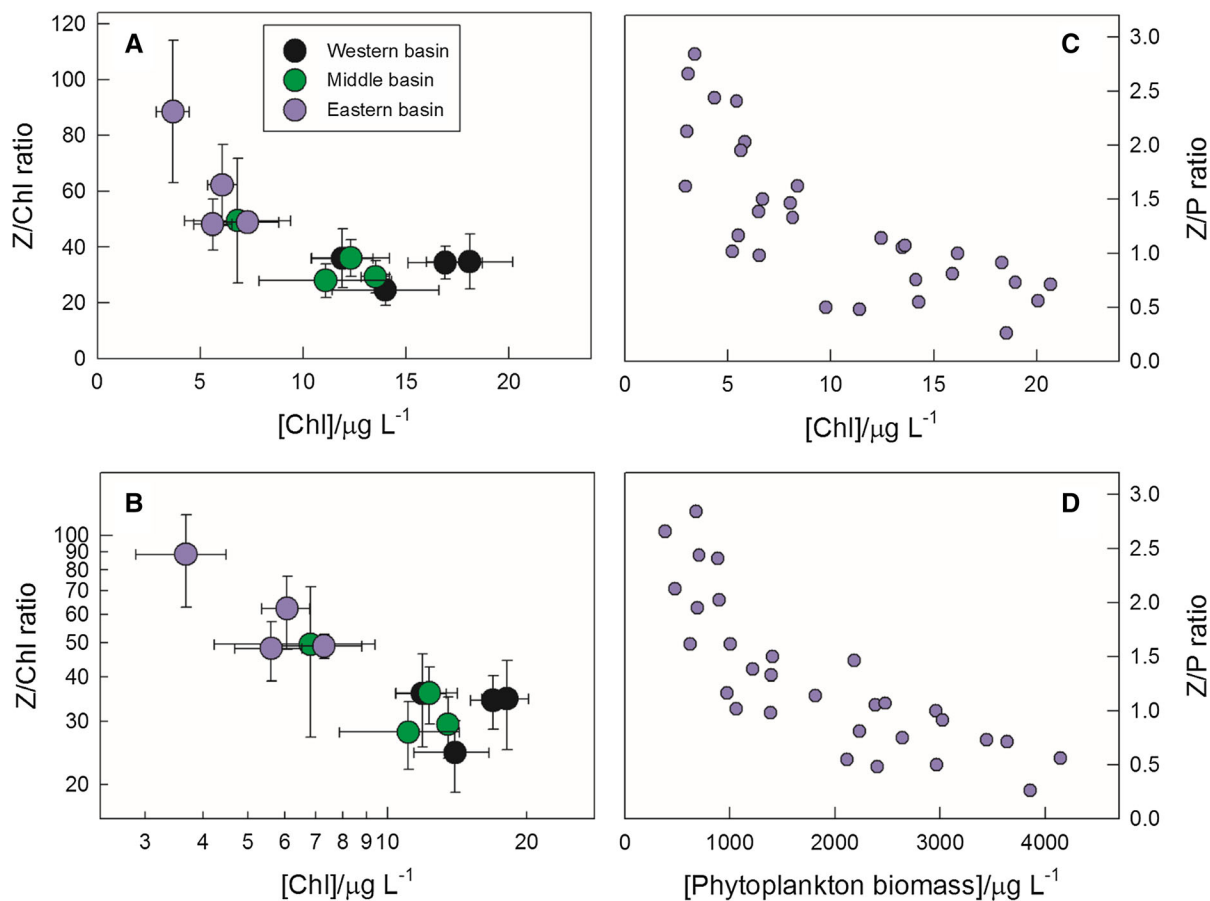 A
Western basin
Middle basin
Eastern basin
120
100
80
60
40
20
0
Z/Chl ratio
0 5 10 15 20
[Chl]/μg L⁻¹
C
3.0
2.5
2.0
1.5
1.0
0.5
0.0
Z/P ratio
0 5 10 15 20
[Chl]/μg L⁻¹
B
100
90
80
70
60
50
40
30
20
Z/Chl ratio
3 4 5 6 7 8 9 10 20
[Chl]/μg L⁻¹
D
3.0
2.5
2.0
1.5
1.0
0.5
0.0
Z/P ratio
0 1000 2000 3000 4000
[Phytoplankton biomass]/μg L⁻¹